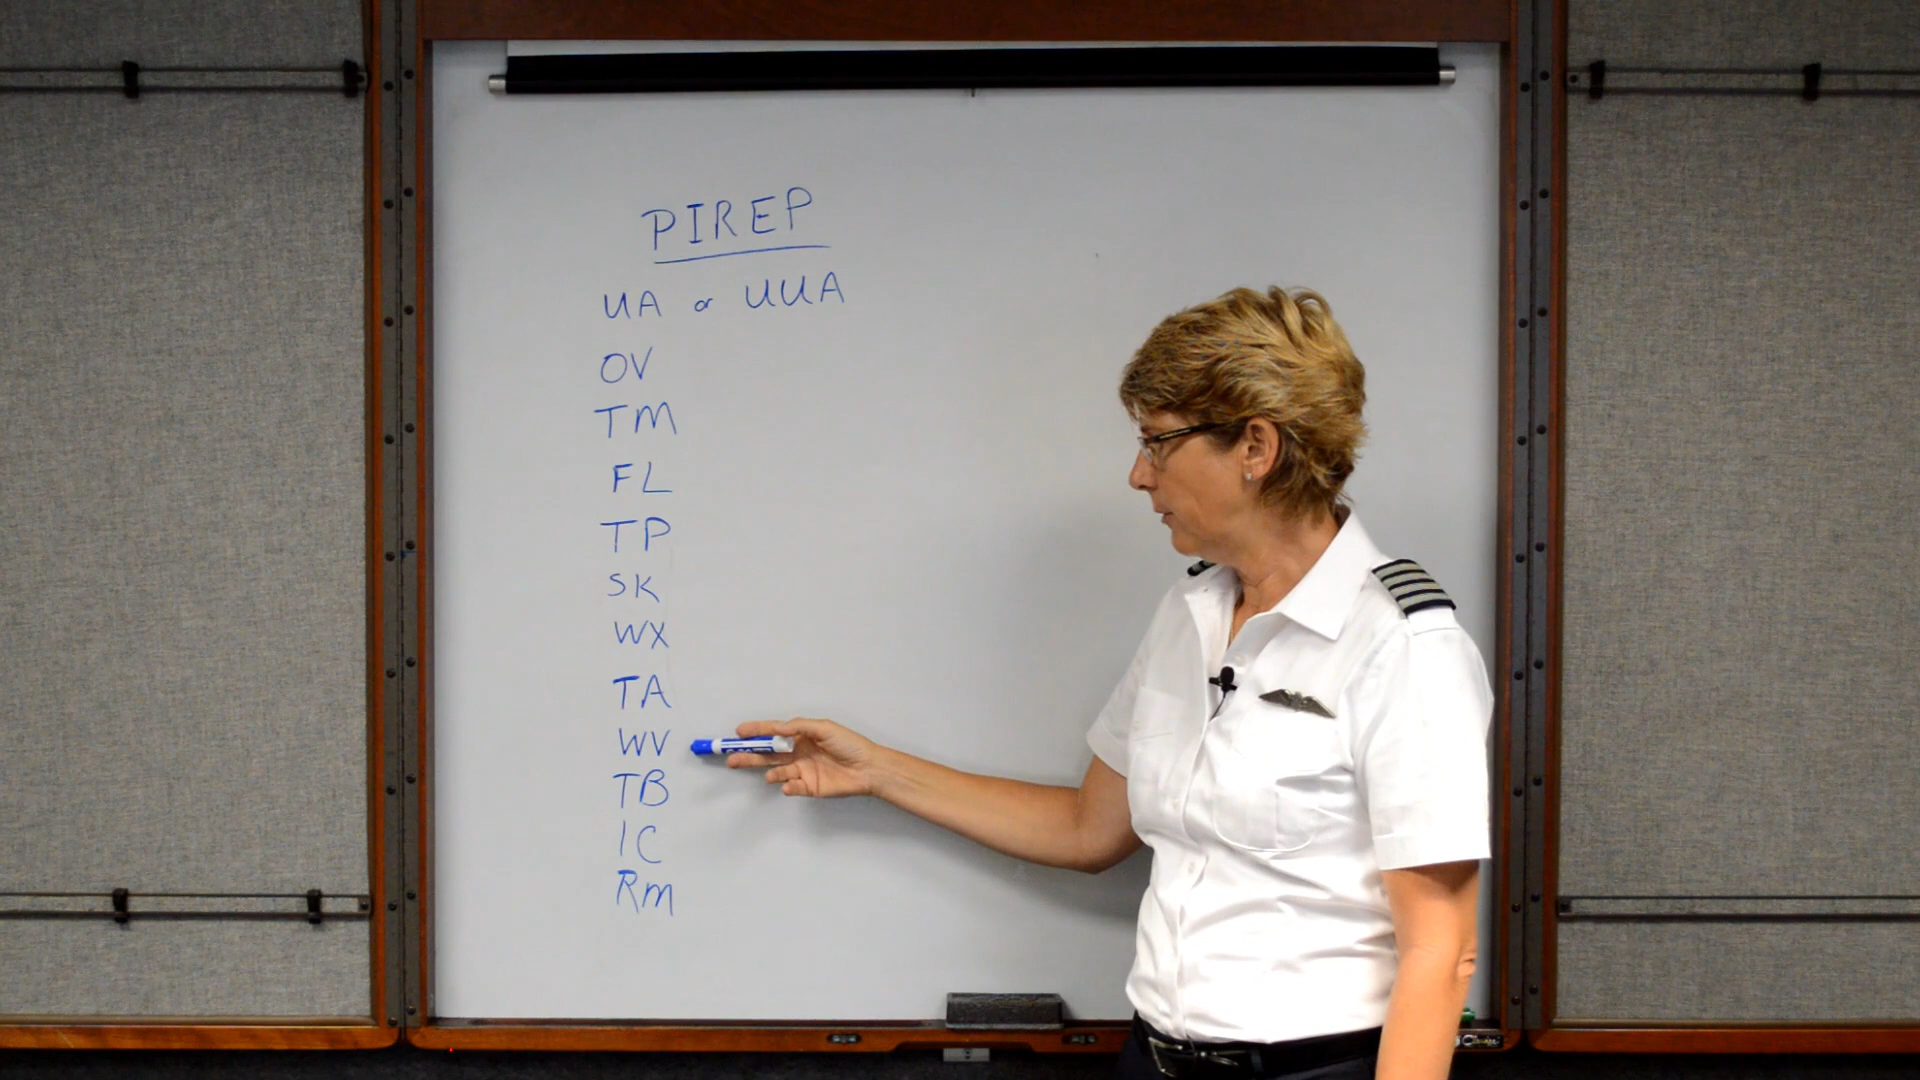 PIREP
UA or UUA
OV
TM
FL
TP
SK
WX
TA
WV
TB
IC
Rm